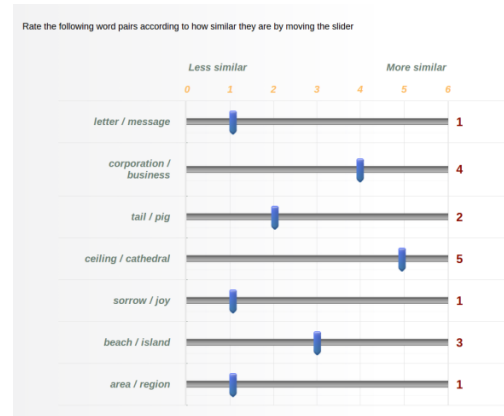 Rate the following word pairs according to how similar they are by moving the slider
Less similar More similar
0 1 2 3 4 5 6
letter / message 1
corporation /
business 4
tail / pig 2
ceiling / cathedral 5
sorrow / joy 1
beach / island 3
area / region 1